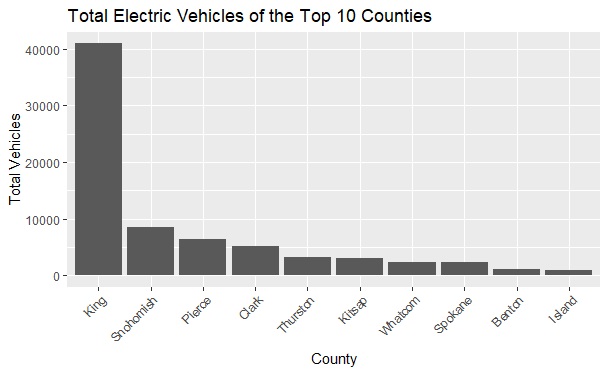 Total Electric Vehicles of the Top 10 Counties
Total Vehicles
40000
30000
20000
10000
0
King
Snohomish
Pierce
Clark
Thurston
Kitsap
Whatcom
Spokane
Benton
Island
County